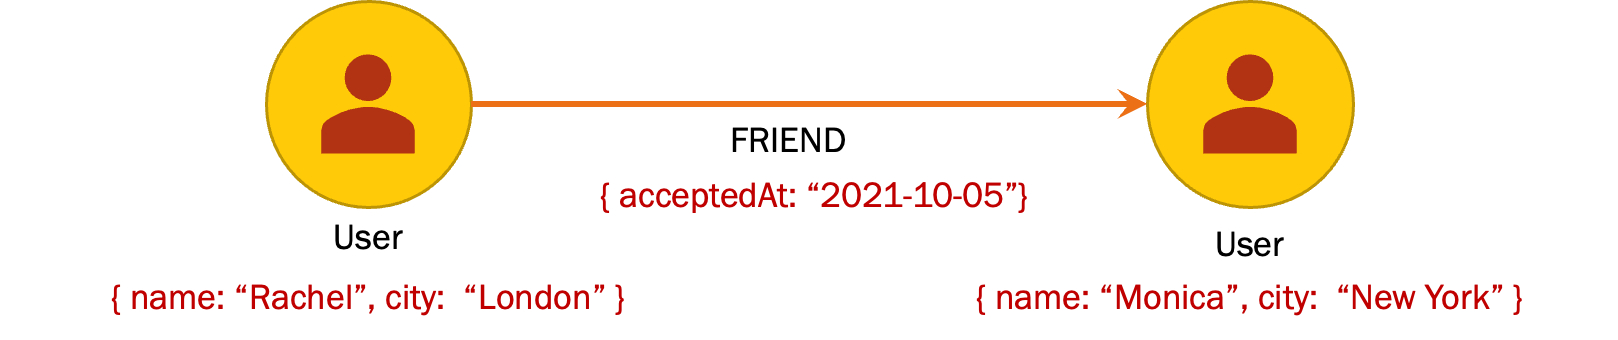 FRIEND
{ acceptedAt: “2021-10-05”}
User
User
{ name: “Rachel”, city:  “London” }
{ name: “Monica”, city:  “New York” }